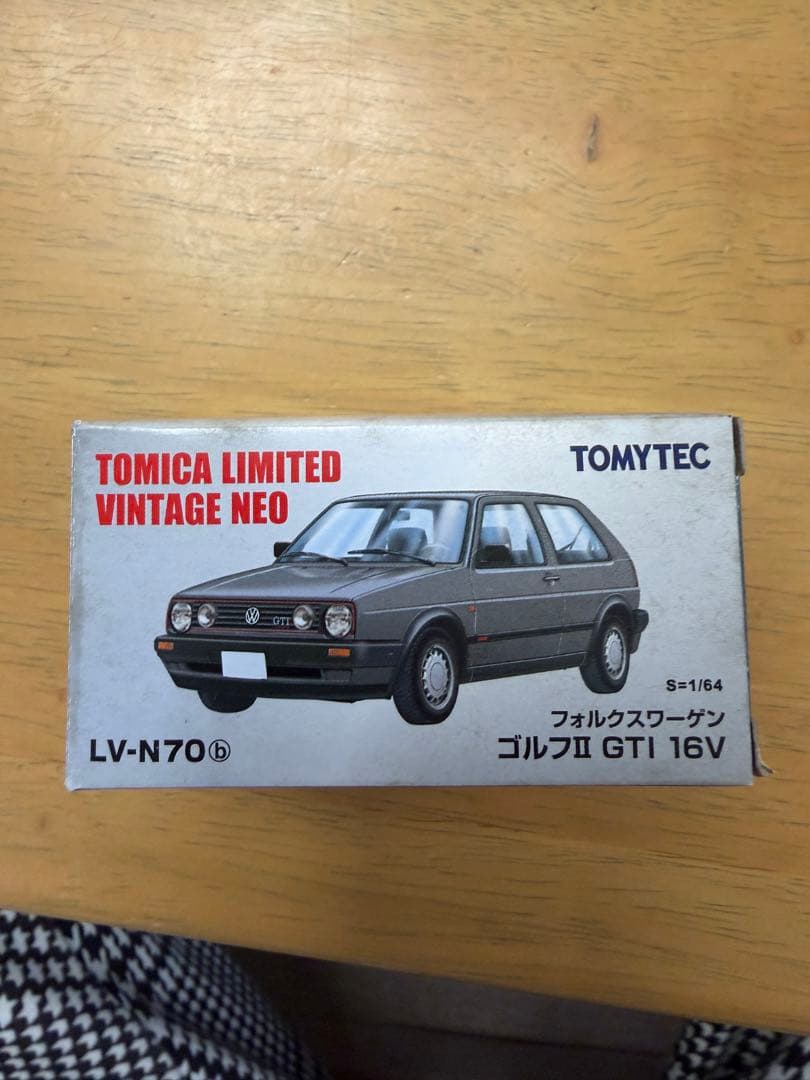 TOMICA LIMITED
VINTAGE NEO
TOMYTEC
GTI
S=1/64
フォルクスワーゲン
LV-N70ⓑ
ゴルフII GTI 16V